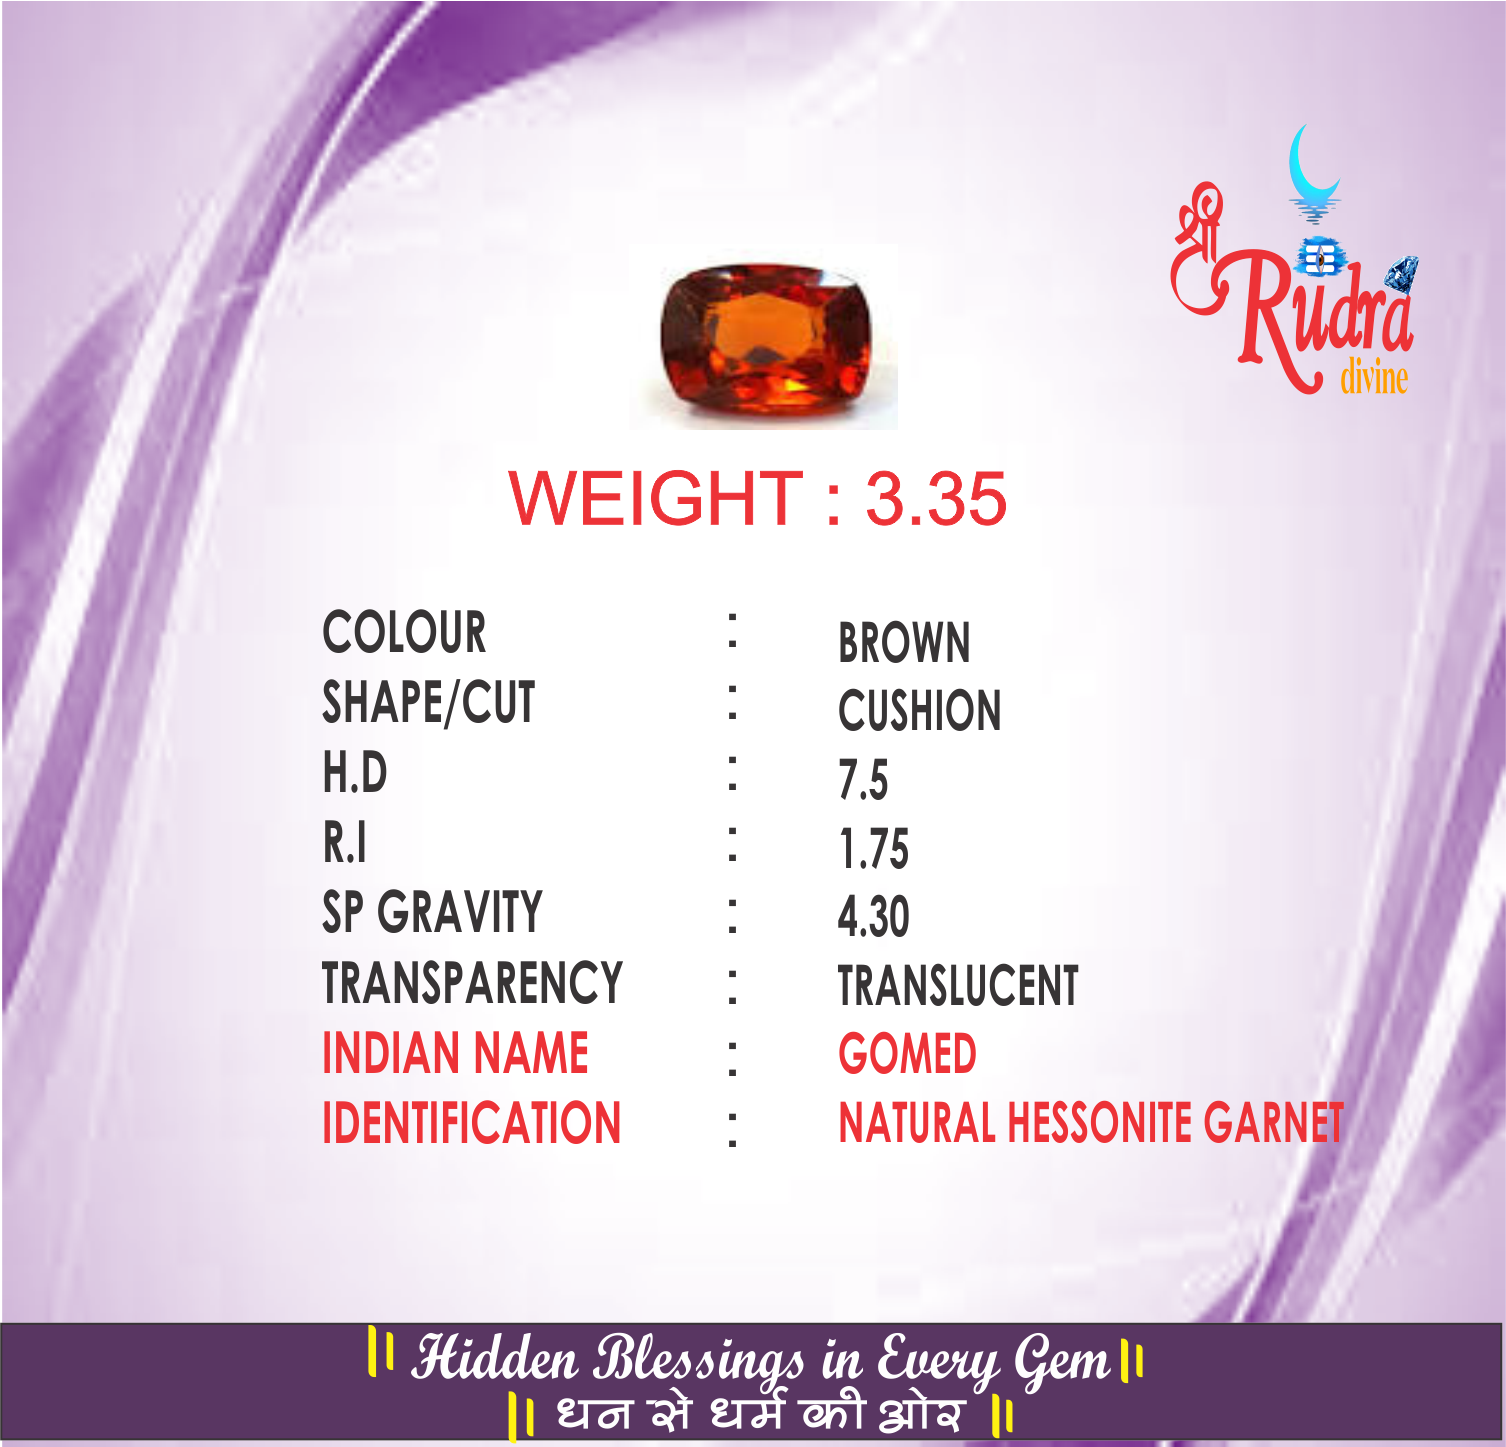 श्री
Rudra
divine
WEIGHT : 3.35
COLOUR : BROWN
SHAPE/CUT : CUSHION
H.D : 7.5
R.I : 1.75
SP GRAVITY : 4.30
TRANSPARENCY : TRANSLUCENT
INDIAN NAME : GOMED
IDENTIFICATION : NATURAL HESSONITE GARNET
|| Hidden Blessings in Every Gem ||
|| धन से धर्म की ओर ||